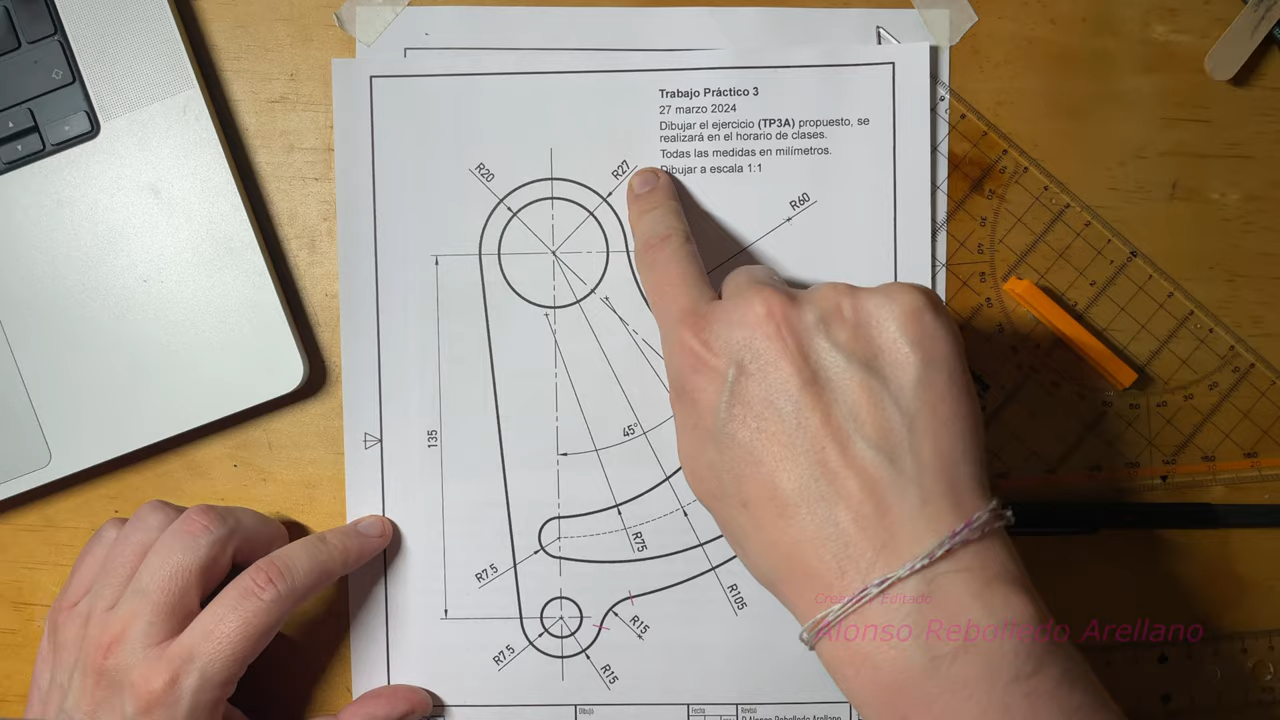 Trabajo Práctico 3
27 marzo 2024
Dibujar el ejercicio (TP3A) propuesto, se
realizará en el horario de clases.
Todas las medidas en milímetros.
Dibujar a escala 1:1
R20
R27
R60
135
45°
R75
R7.5
R105
R15
R7.5
R15
Creado y Editado
Alonso Rebolledo Arellano
Dibujó
Fecha
Revisó
Alonso Rebolledo Arellano